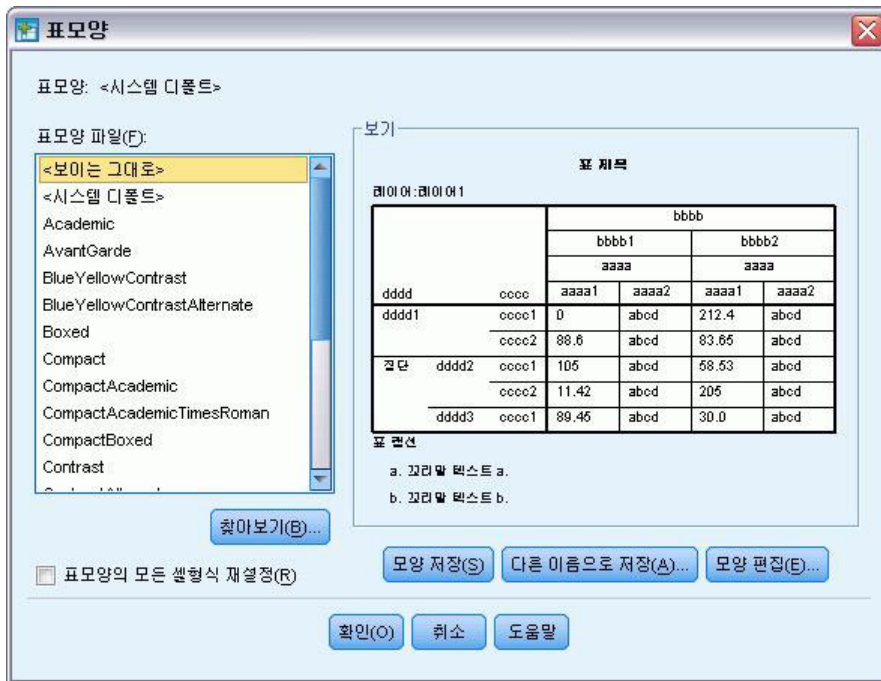 표모양
표모양: <시스템 디폴트>
표모양 파일(F):
<보이는 그대로>
<시스템 디폴트>
Academic
AvantGarde
BlueYellowContrast
BlueYellowContrastAlternate
Boxed
Compact
CompactAcademic
CompactAcademicTimesRoman
CompactBoxed
Contrast
찾아보기(B)...
표모양의 모든 셀형식 재설정(R)
보기
표 제목
레이어:레이어1
bbbb
bbbb1 bbbb2
aaaa aaaa
dddd cccc aaaa1 aaaa2 aaaa1 aaaa2
dddd1 cccc1 0 abcd 212.4 abcd
cccc2 88.6 abcd 83.65 abcd
집단 dddd2 cccc1 105 abcd 58.53 abcd
cccc2 11.42 abcd 205 abcd
dddd3 cccc1 89.45 abcd 30.0 abcd
표 캡션
a. 꼬리말 텍스트 a.
b. 꼬리말 텍스트 b.
모양 저장(S) 다른 이름으로 저장(A)... 모양 편집(E)...
확인(O) 취소 도움말